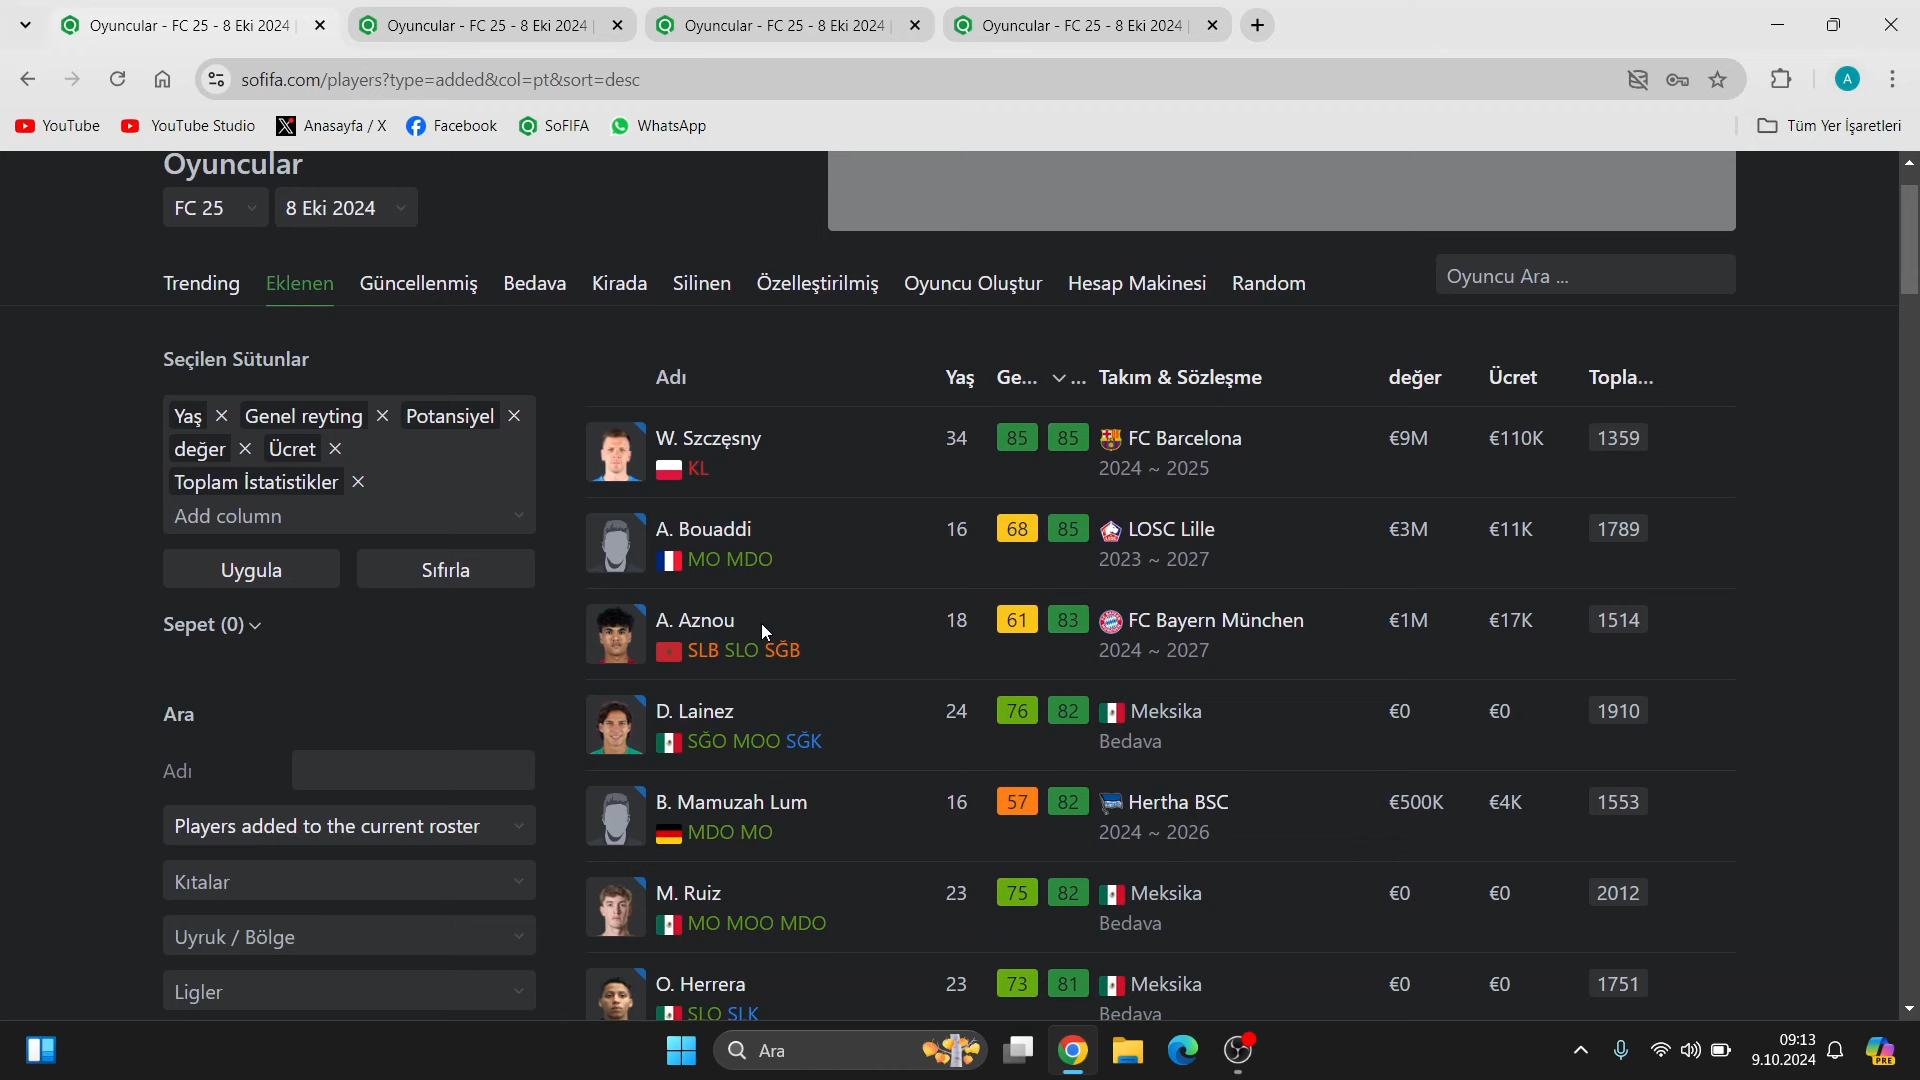 Oyuncular - FC 25 - 8 Eki 2024
Oyuncular - FC 25 - 8 Eki 2024
Oyuncular - FC 25 - 8 Eki 2024
Oyuncular - FC 25 - 8 Eki 2024
sofifa.com/players?type=added&col=pt&sort=desc
A
YouTube
YouTube Studio
Anasayfa / X
Facebook
SoFIFA
WhatsApp
Tüm Yer İşaretleri
Oyuncular
FC 25
8 Eki 2024
Trending Eklenen Güncellenmiş Bedava Kirada Silinen Özelleştirilmiş Oyuncu Oluştur Hesap Makinesi Random
Oyuncu Ara ...
Seçilen Sütunlar
Yaş × Genel reyting × Potansiyel ×
değer × Ücret ×
Toplam İstatistikler ×
Add column
Uygula
Sıfırla
Sepet (0)
Ara
Adı
Players added to the current roster
Kıtalar
Uyruk / Bölge
Ligler
Adı Yaş Ge... ... Takım & Sözleşme değer Ücret Topla...
W. Szczęsny 34 85 85 FC Barcelona €9M €110K 1359
KL 2024 ~ 2025
A. Bouaddi 16 68 85 LOSC Lille €3M €11K 1789
MO MDO 2023 ~ 2027
A. Aznou 18 61 83 FC Bayern München €1M €17K 1514
SLB SLO SĞB 2024 ~ 2027
D. Lainez 24 76 82 Meksika €0 €0 1910
SĞO MOO SĞK Bedava
B. Mamuzah Lum 16 57 82 Hertha BSC €500K €4K 1553
MDO MO 2024 ~ 2026
M. Ruiz 23 75 82 Meksika €0 €0 2012
MO MOO MDO Bedava
O. Herrera 23 73 81 Meksika €0 €0 1751
SLO SLK Bedava
Ara
09:13
9.10.2024
PRE